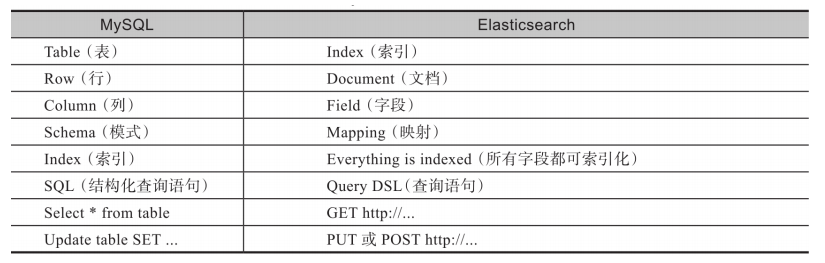 MySQL Elasticsearch
Table（表） Index（索引）
Row（行） Document（文档）
Column（列） Field（字段）
Schema（模式） Mapping（映射）
Index（索引） Everything is indexed（所有字段都可索引化）
SQL（结构化查询语句） Query DSL（查询语句）
Select * from table GET http://...
Update table SET ... PUT 或 POST http://...